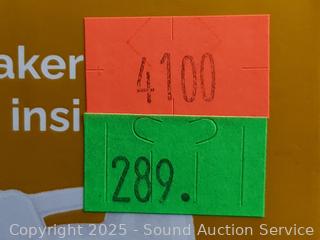 aker
4100
insi
289.
Copyright © 2025 - Sound Auction Service